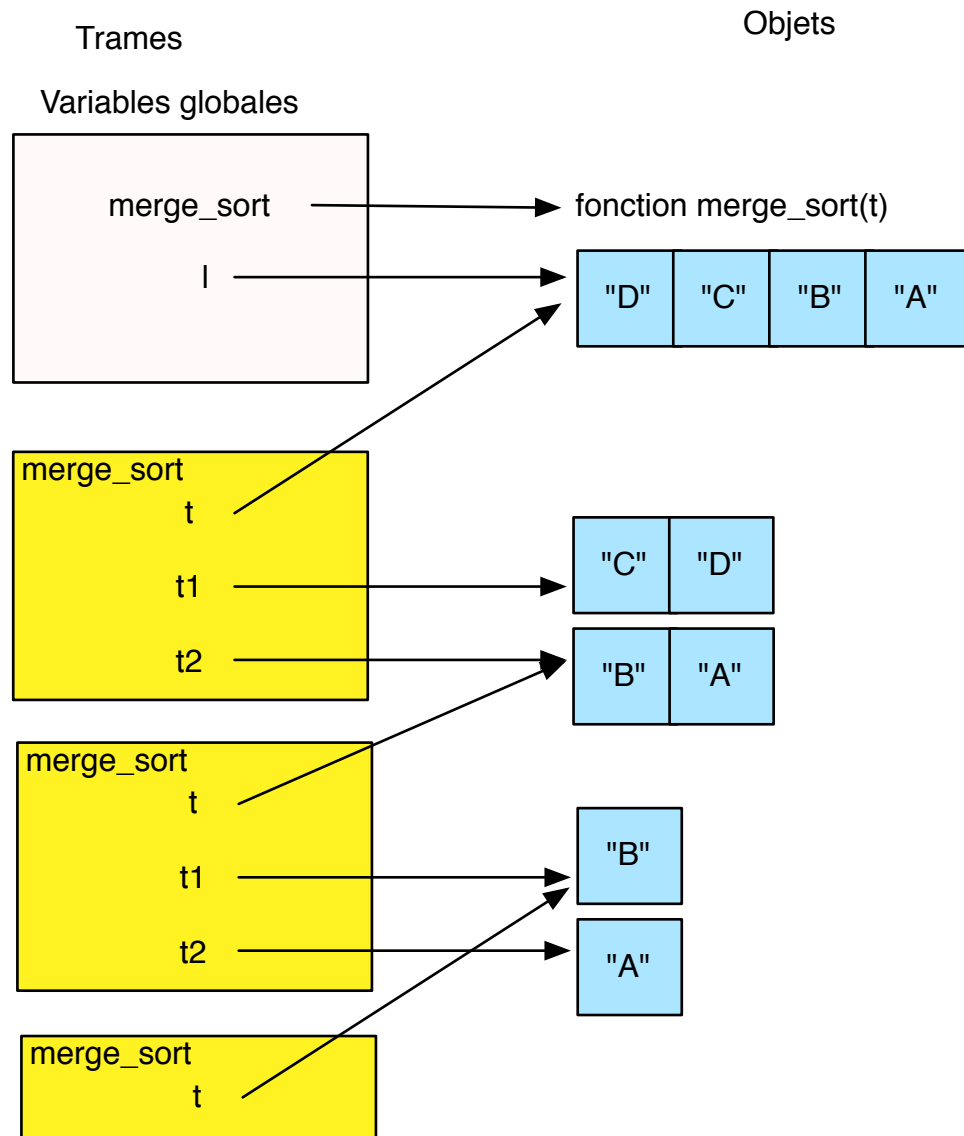 Objets
Trames
Variables globales
merge_sort
fonction merge_sort(t)
l
"D" "C" "B" "A"
merge_sort
t
t1
"C" "D"
t2
"B" "A"
merge_sort
t
t1
"B"
t2
"A"
merge_sort
t